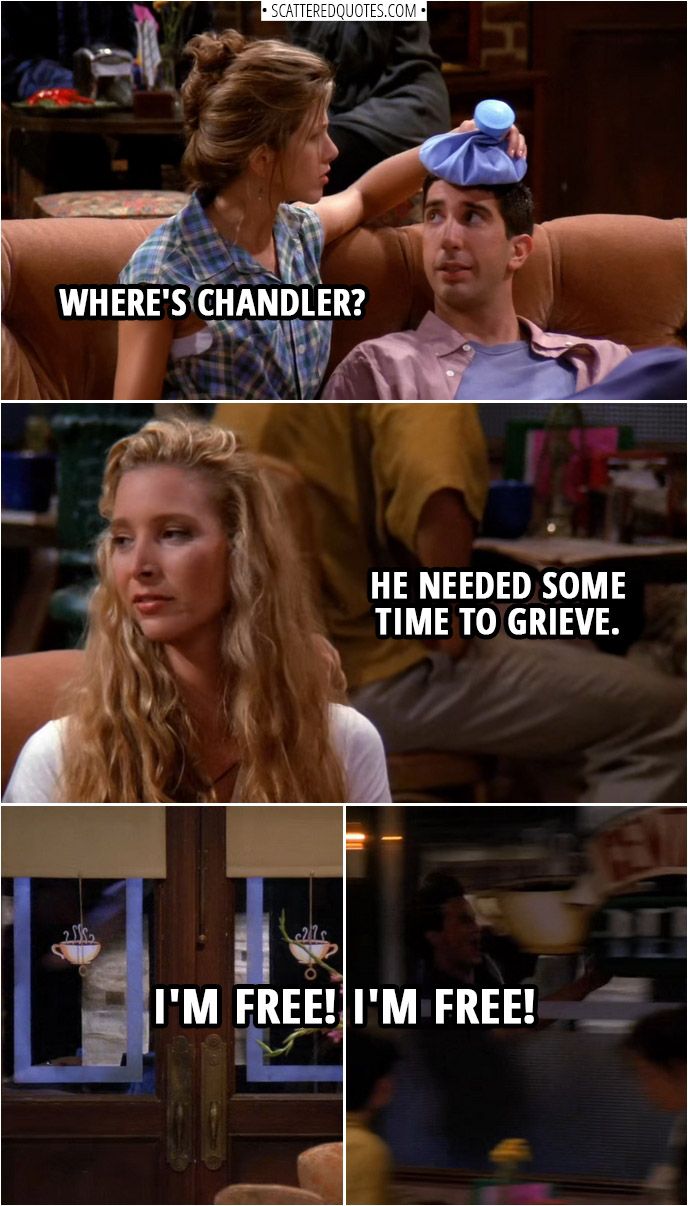 • SCATTEREDQUOTES.COM •
WHERE'S CHANDLER?
HE NEEDED SOME
TIME TO GRIEVE.
I'M FREE! I'M FREE!